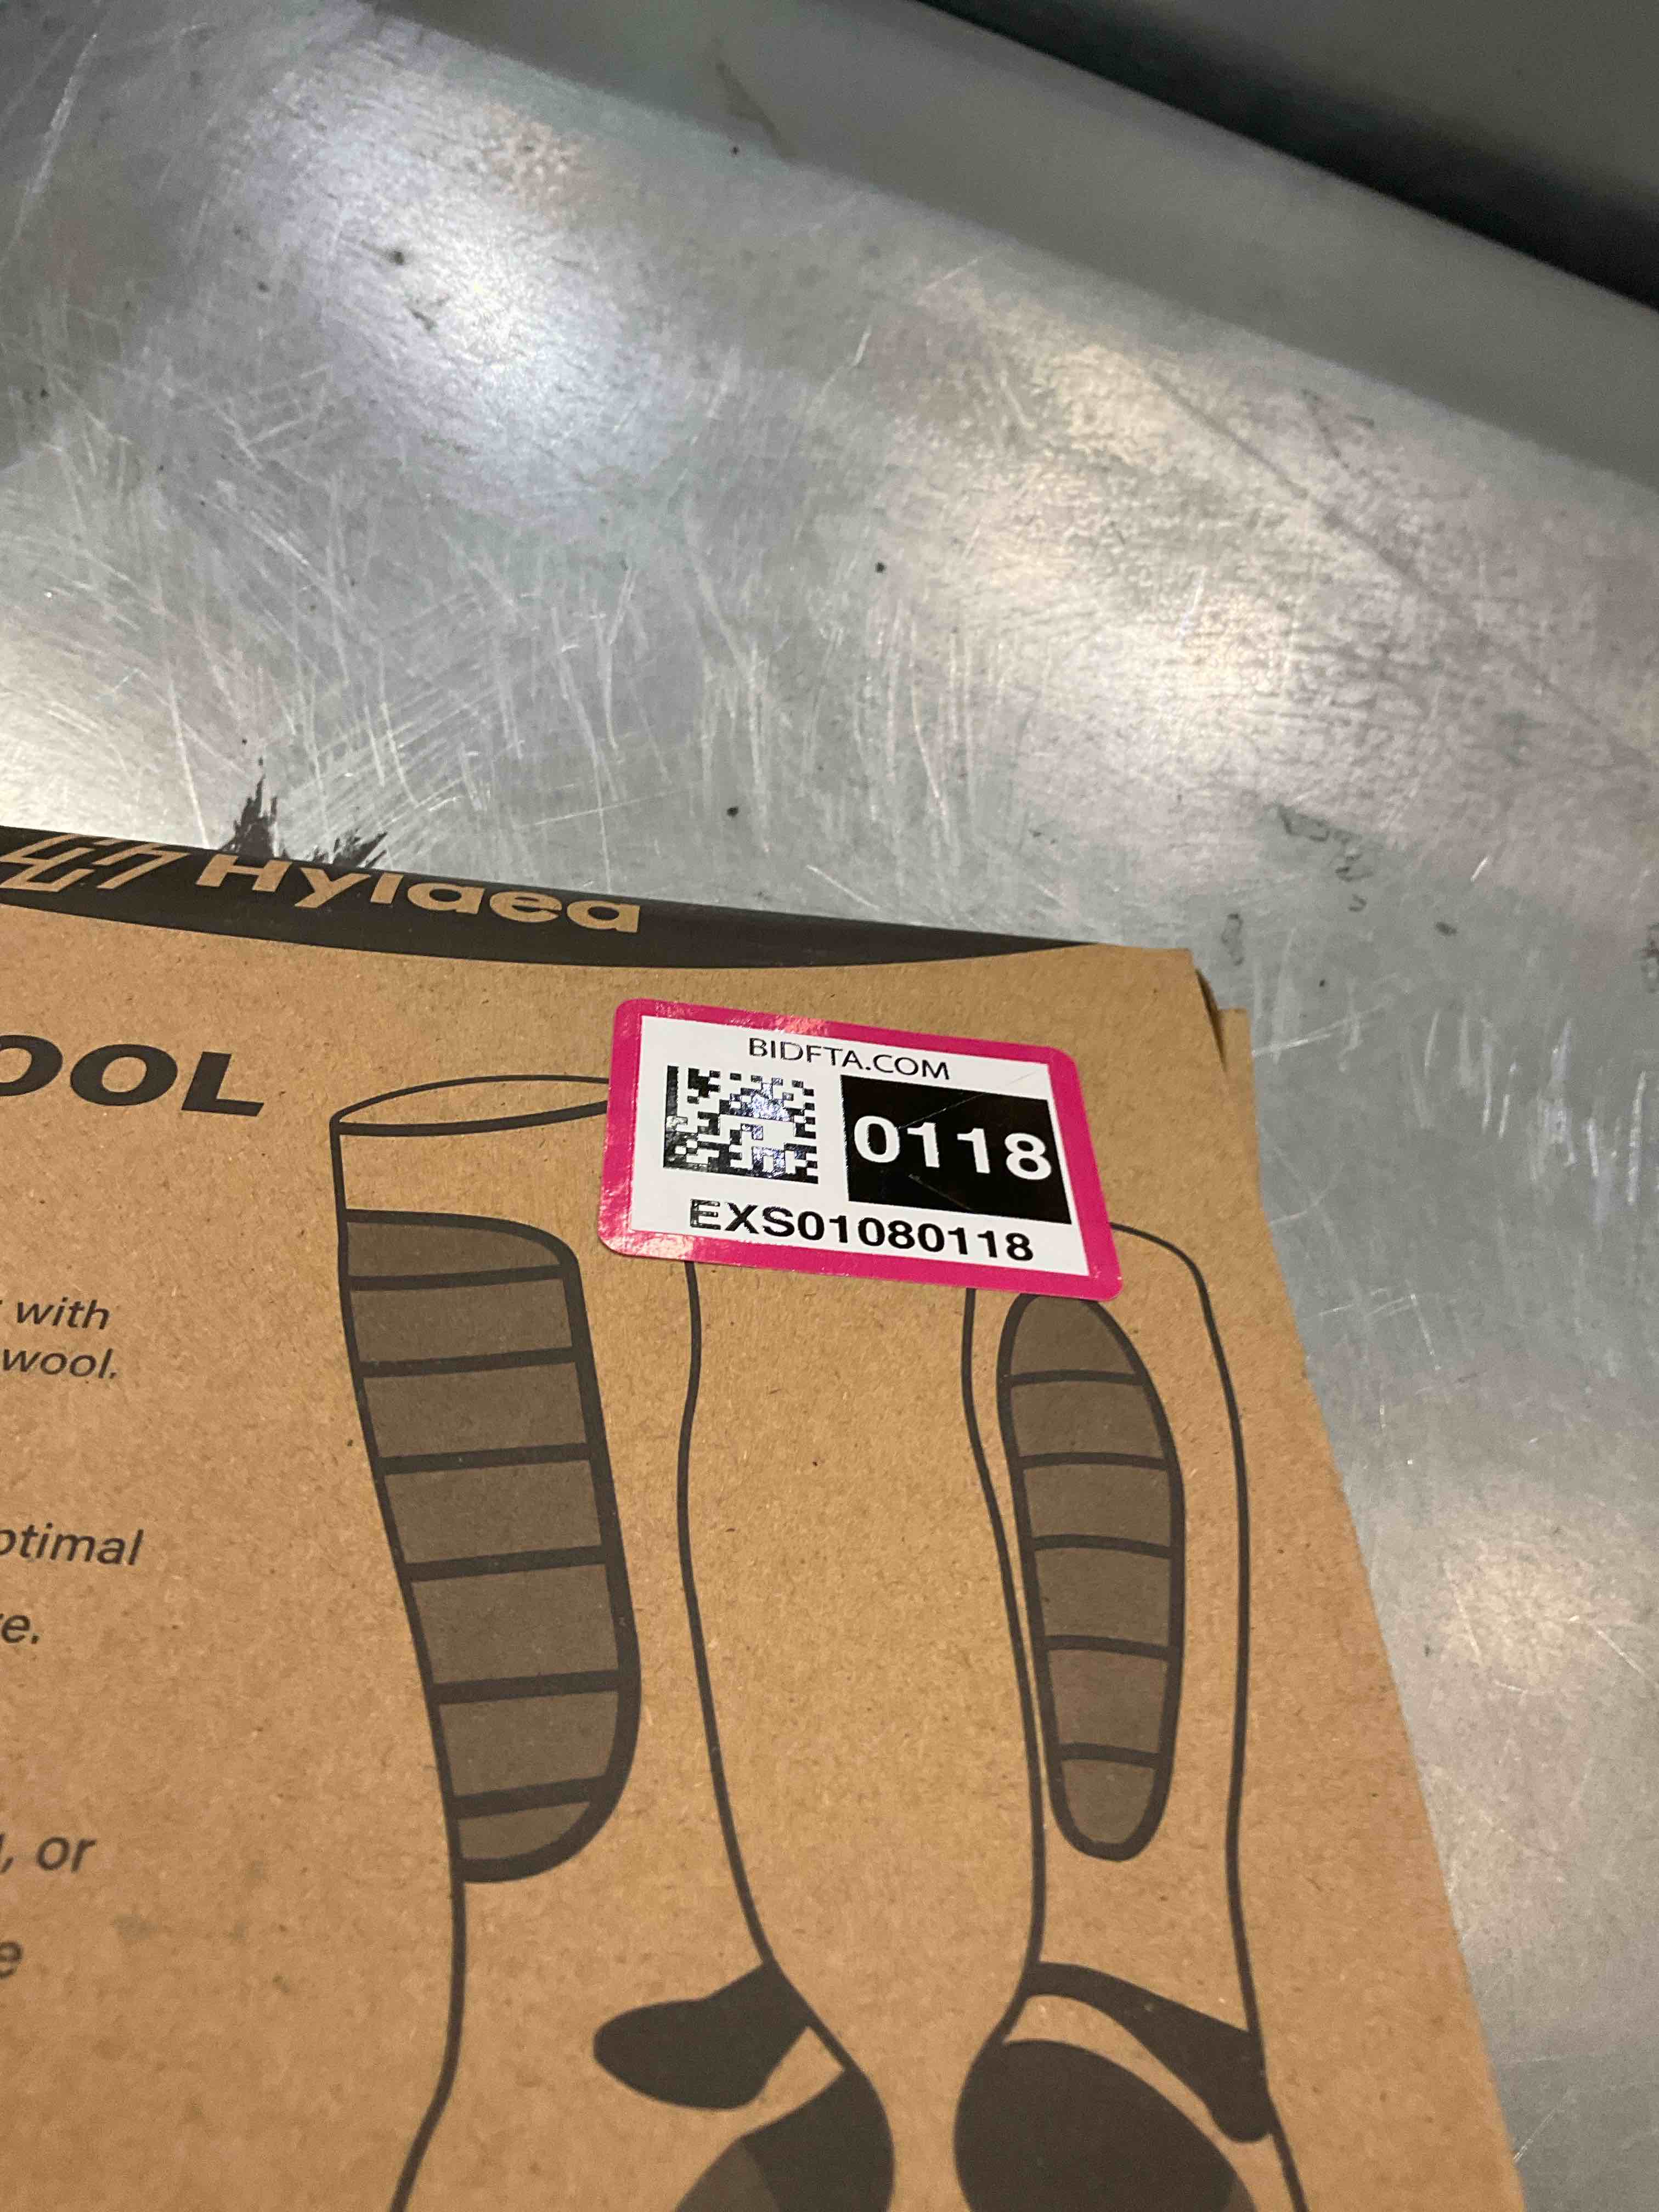 Hylaea
OOL
BIDFTA.COM
0118
EXS01080118
with
wool.
ptimal
e.
, or
e